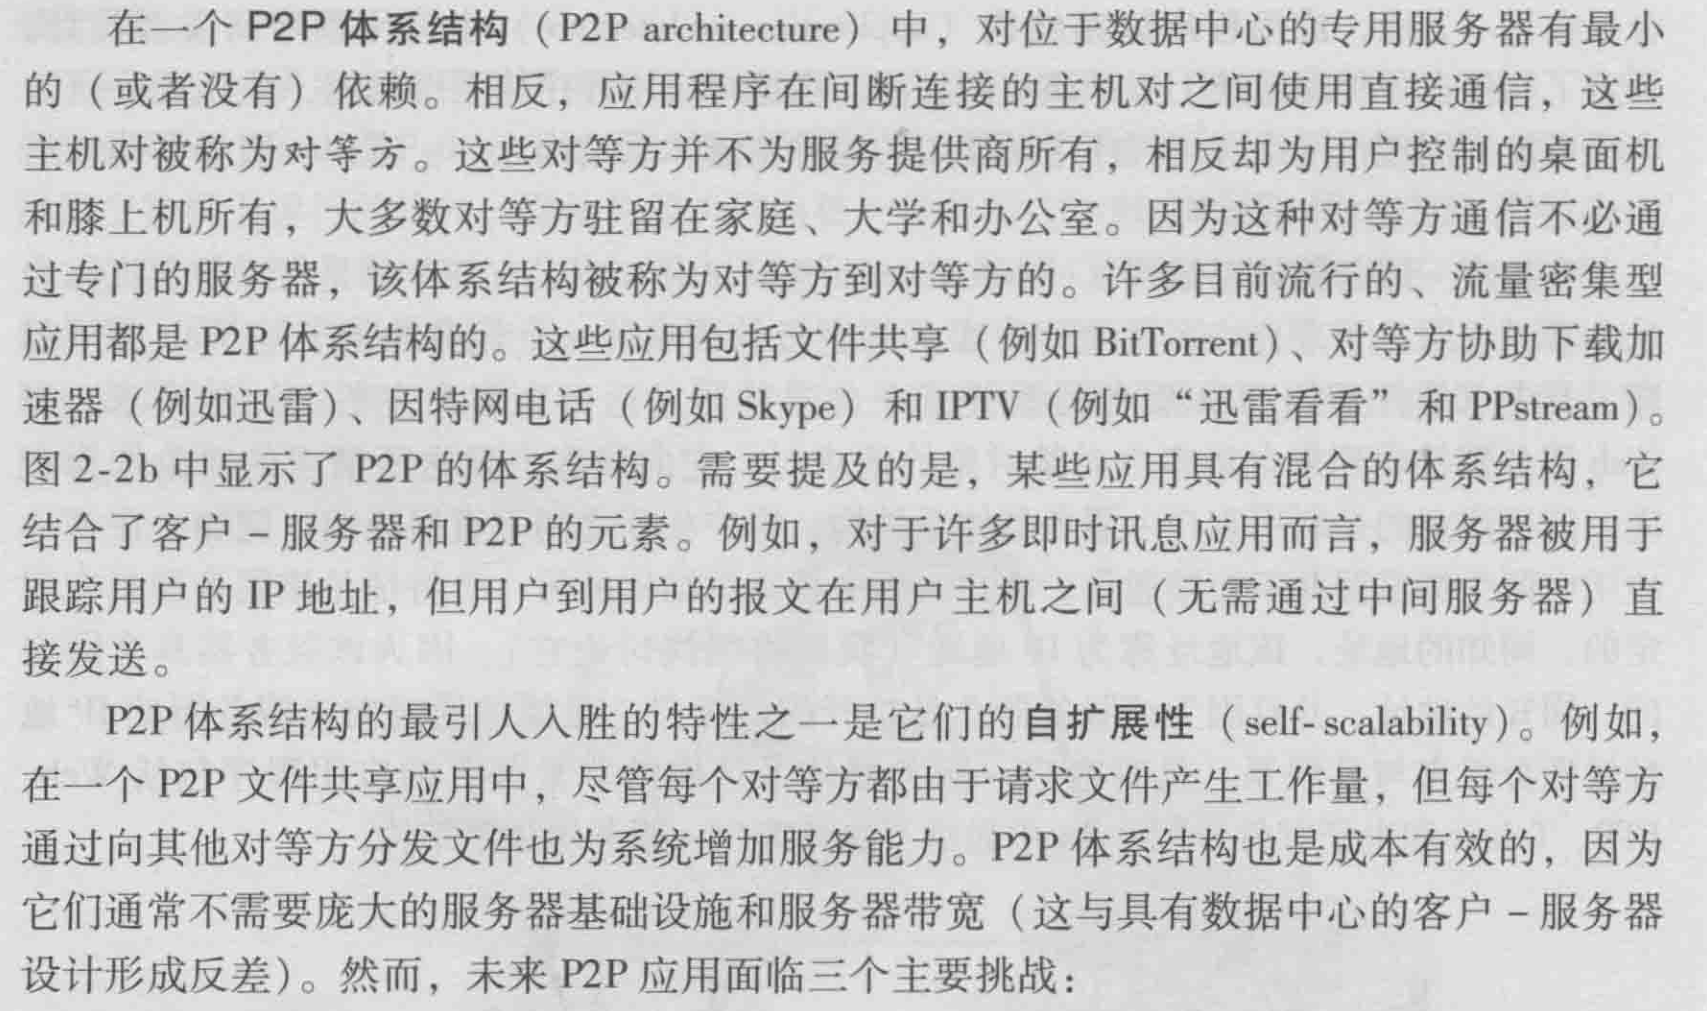 在一个 P2P 体系结构（P2P architecture）中，对位于数据中心的专用服务器有最小
的（或者没有）依赖。相反，应用程序在间断连接的主机对之间使用直接通信，这些
主机对被称为对等方。这些对等方并不为服务提供商所有，相反却为用户控制的桌面机
和膝上机所有，大多数对等方驻留在家庭、大学和办公室。因为这种对等方通信不必通
过专门的服务器，该体系结构被称为对等方到对等方的。许多目前流行的、流量密集型
应用都是 P2P 体系结构的。这些应用包括文件共享（例如 BitTorrent）、对等方协助下载加
速器（例如迅雷）、因特网电话（例如 Skype）和 IPTV（例如“迅雷看看”和 PPstream）。
图 2-2b 中显示了 P2P 的体系结构。需要提及的是，某些应用具有混合的体系结构，它
结合了客户 – 服务器和 P2P 的元素。例如，对于许多即时讯息应用而言，服务器被用于
跟踪用户的 IP 地址，但用户到用户的报文在用户主机之间（无需通过中间服务器）直
接发送。
P2P 体系结构的最引人入胜的特性之一是它们的自扩展性（self- scalability）。例如，
在一个 P2P 文件共享应用中，尽管每个对等方都由于请求文件产生工作量，但每个对等方
通过向其他对等方分发文件也为系统增加服务能力。P2P 体系结构也是成本有效的，因为
它们通常不需要庞大的服务器基础设施和服务器带宽（这与具有数据中心的客户 – 服务器
设计形成反差）。然而，未来 P2P 应用面临三个主要挑战：